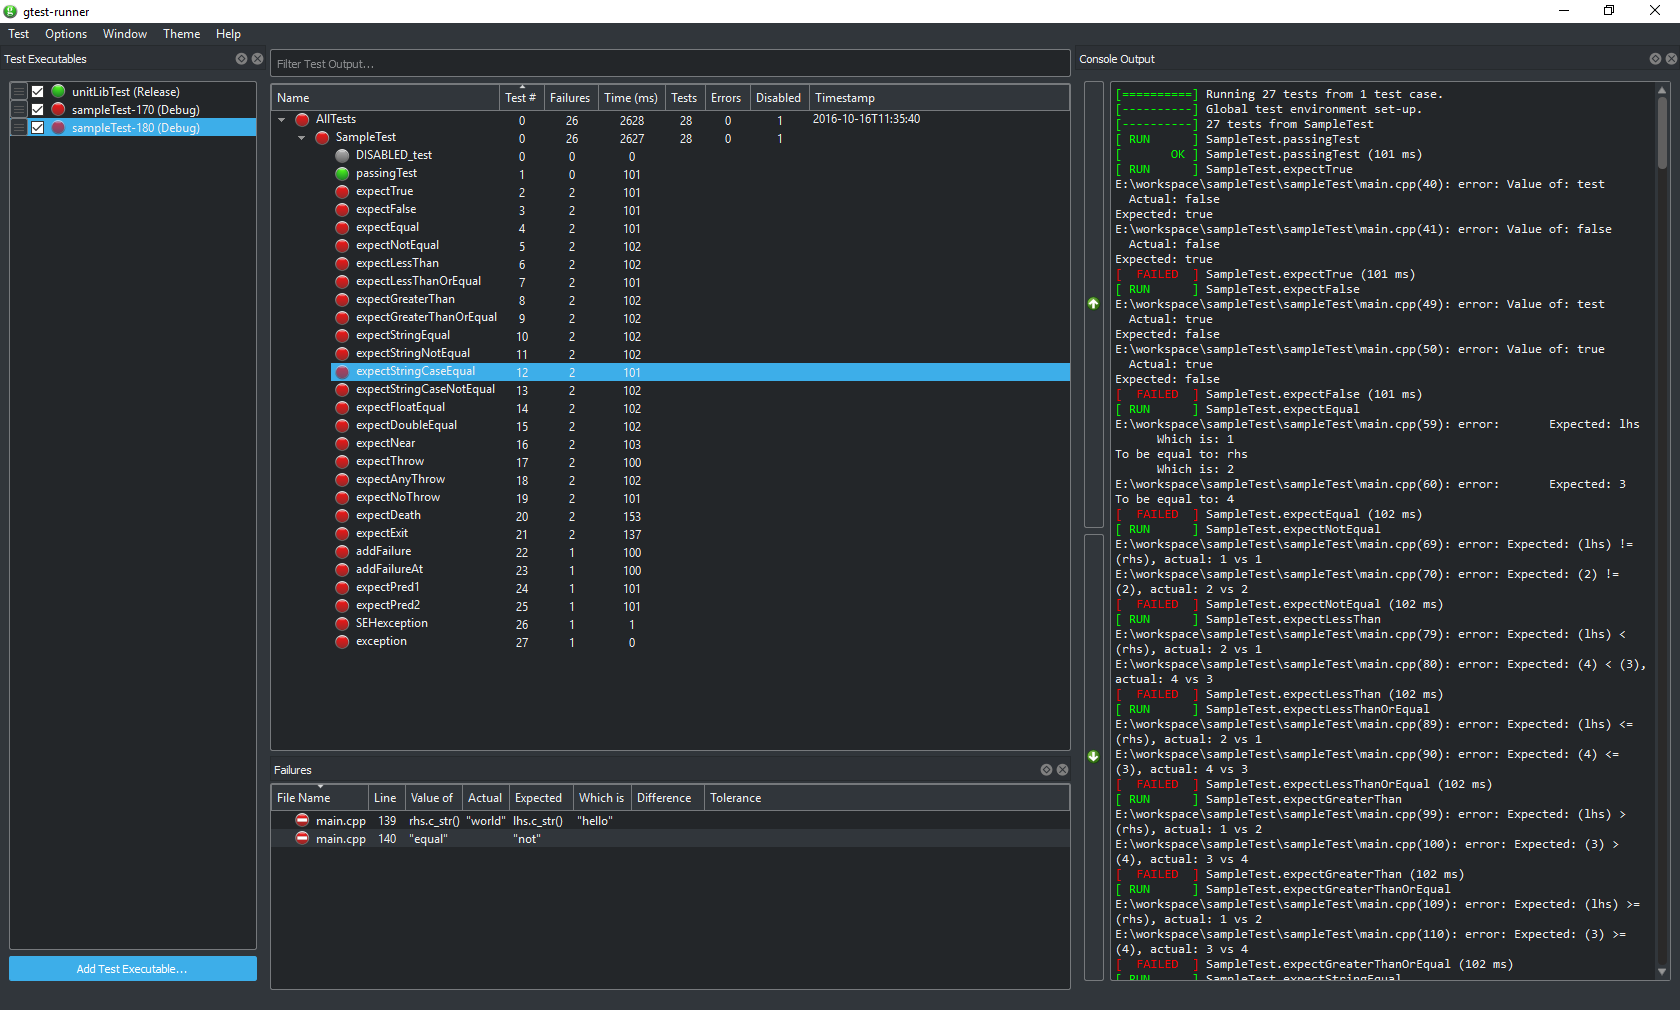 gtest-runner
Test Options Window Theme Help
Test Executables
unitLibTest (Release)
sampleTest-170 (Debug)
sampleTest-180 (Debug)
Add Test Executable...
Filter Test Output...
Name Test # Failures Time (ms) Tests Errors Disabled Timestamp
AllTests 0 26 2628 28 0 1 2016-10-16T11:35:40
SampleTest 0 26 2627 28 0 1
DISABLED_test 0 0 0
passingTest 1 0 101
expectTrue 2 2 101
expectFalse 3 2 101
expectEqual 4 2 101
expectNotEqual 5 2 102
expectLessThan 6 2 102
expectLessThanOrEqual 7 2 101
expectGreaterThan 8 2 102
expectGreaterThanOrEqual 9 2 102
expectStringEqual 10 2 102
expectStringNotEqual 11 2 102
expectStringCaseEqual 12 2 101
expectStringCaseNotEqual 13 2 102
expectFloatEqual 14 2 102
expectDoubleEqual 15 2 102
expectNear 16 2 103
expectThrow 17 2 100
expectAnyThrow 18 2 102
expectNoThrow 19 2 101
expectDeath 20 2 153
expectExit 21 2 137
addFailure 22 1 100
addFailureAt 23 1 100
expectPred1 24 1 101
expectPred2 25 1 101
SEHexception 26 1 1
exception 27 1 0
Failures
File Name Line Value of Actual Expected Which is Difference Tolerance
main.cpp 139 rhs.c_str() "world" lhs.c_str() "hello"
main.cpp 140 "equal" "not"
Console Output
[==========] Running 27 tests from 1 test case.
[----------] Global test environment set-up.
[----------] 27 tests from SampleTest
[ RUN      ] SampleTest.passingTest
[       OK ] SampleTest.passingTest (101 ms)
[ RUN      ] SampleTest.expectTrue
E:\workspace\sampleTest\sampleTest\main.cpp(40): error: Value of: test
  Actual: false
Expected: true
E:\workspace\sampleTest\sampleTest\main.cpp(41): error: Value of: false
  Actual: false
Expected: true
[  FAILED  ] SampleTest.expectTrue (101 ms)
[ RUN      ] SampleTest.expectFalse
E:\workspace\sampleTest\sampleTest\main.cpp(49): error: Value of: test
  Actual: true
Expected: false
E:\workspace\sampleTest\sampleTest\main.cpp(50): error: Value of: true
  Actual: true
Expected: false
[  FAILED  ] SampleTest.expectFalse (101 ms)
[ RUN      ] SampleTest.expectEqual
E:\workspace\sampleTest\sampleTest\main.cpp(59): error:       Expected: lhs
      Which is: 1
To be equal to: rhs
      Which is: 2
E:\workspace\sampleTest\sampleTest\main.cpp(60): error:       Expected: 3
To be equal to: 4
[  FAILED  ] SampleTest.expectEqual (102 ms)
[ RUN      ] SampleTest.expectNotEqual
E:\workspace\sampleTest\sampleTest\main.cpp(69): error: Expected: (lhs) !=
(rhs), actual: 1 vs 1
E:\workspace\sampleTest\sampleTest\main.cpp(70): error: Expected: (2) !=
(2), actual: 2 vs 2
[  FAILED  ] SampleTest.expectNotEqual (102 ms)
[ RUN      ] SampleTest.expectLessThan
E:\workspace\sampleTest\sampleTest\main.cpp(79): error: Expected: (lhs) <
(rhs), actual: 2 vs 1
E:\workspace\sampleTest\sampleTest\main.cpp(80): error: Expected: (4) < (3),
actual: 4 vs 3
[  FAILED  ] SampleTest.expectLessThan (102 ms)
[ RUN      ] SampleTest.expectLessThanOrEqual
E:\workspace\sampleTest\sampleTest\main.cpp(89): error: Expected: (lhs) <=
(rhs), actual: 2 vs 1
E:\workspace\sampleTest\sampleTest\main.cpp(90): error: Expected: (4) <=
(3), actual: 4 vs 3
[  FAILED  ] SampleTest.expectLessThanOrEqual (102 ms)
[ RUN      ] SampleTest.expectGreaterThan
E:\workspace\sampleTest\sampleTest\main.cpp(99): error: Expected: (lhs) >
(rhs), actual: 1 vs 2
E:\workspace\sampleTest\sampleTest\main.cpp(100): error: Expected: (3) >
(4), actual: 3 vs 4
[  FAILED  ] SampleTest.expectGreaterThan (102 ms)
[ RUN      ] SampleTest.expectGreaterThanOrEqual
E:\workspace\sampleTest\sampleTest\main.cpp(109): error: Expected: (lhs) >=
(rhs), actual: 1 vs 2
E:\workspace\sampleTest\sampleTest\main.cpp(110): error: Expected: (3) >=
(4), actual: 3 vs 4
[  FAILED  ] SampleTest.expectGreaterThanOrEqual (102 ms)
[ RUN      ] SampleTest.expectStringEqual